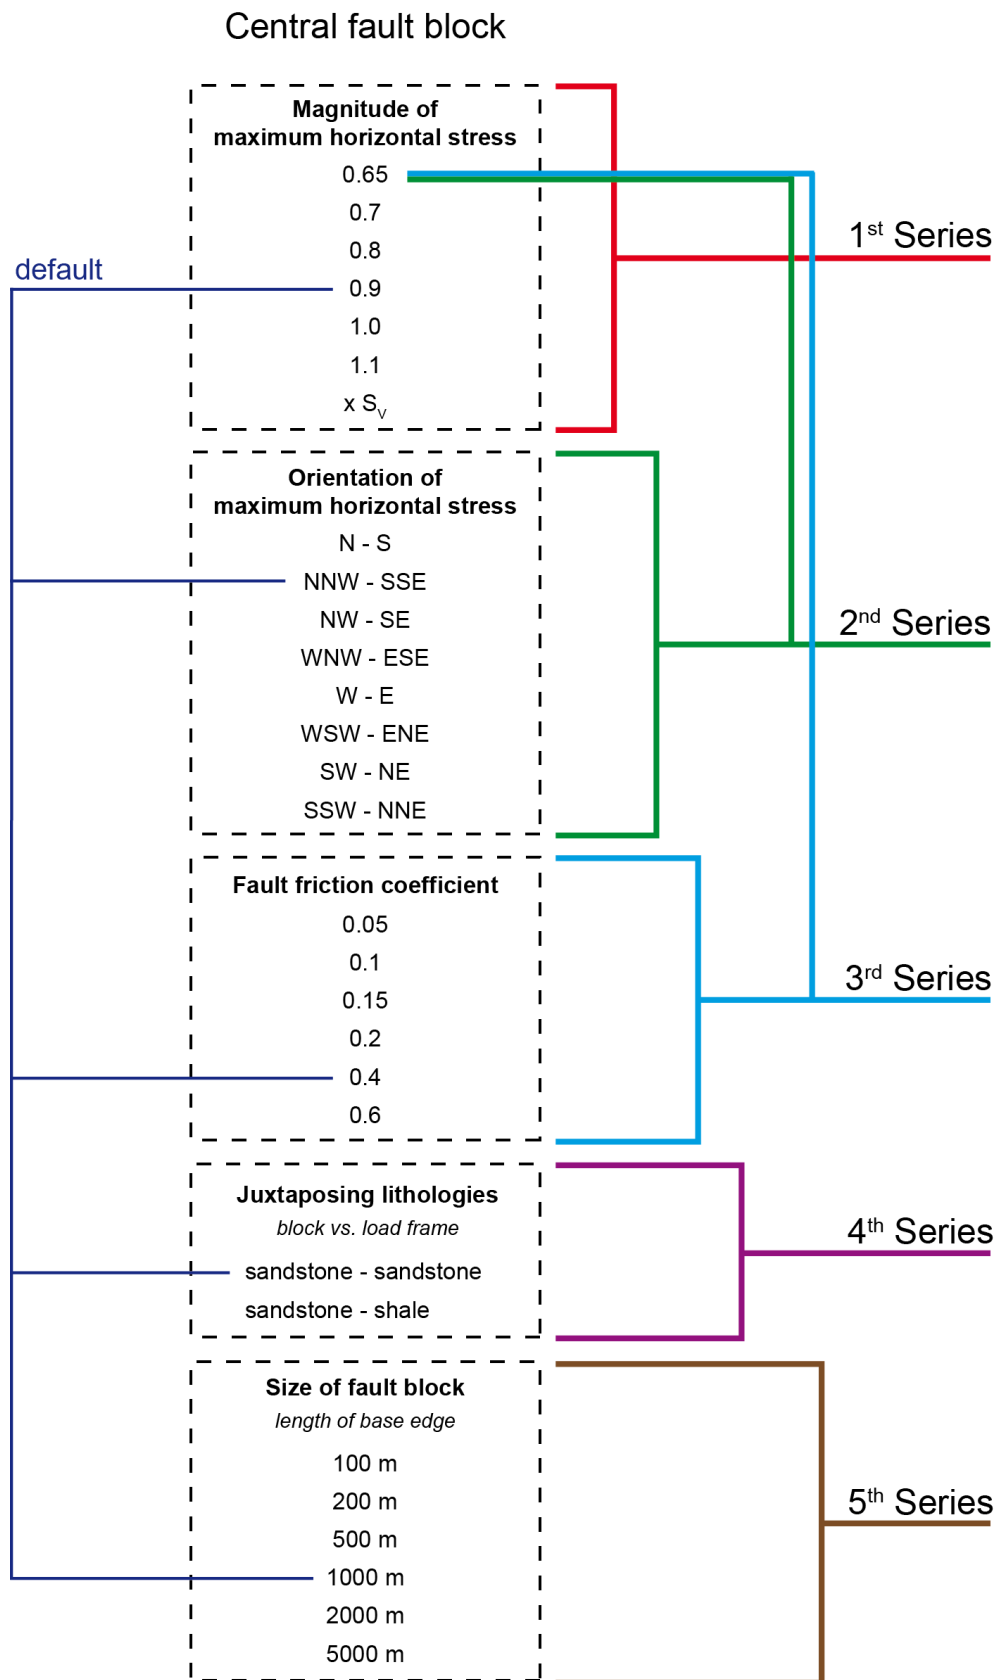 Central fault block
Magnitude of
maximum horizontal stress
0.65
0.7
0.8
default
0.9
1.0
1.1
x Sᵥ
1st Series
Orientation of
maximum horizontal stress
N - S
NNW - SSE
NW - SE
WNW - ESE
W - E
WSW - ENE
SW - NE
SSW - NNE
2nd Series
Fault friction coefficient
0.05
0.1
0.15
0.2
0.4
0.6
3rd Series
Juxtaposing lithologies
block vs. load frame
sandstone - sandstone
sandstone - shale
4th Series
Size of fault block
length of base edge
100 m
200 m
500 m
1000 m
2000 m
5000 m
5th Series